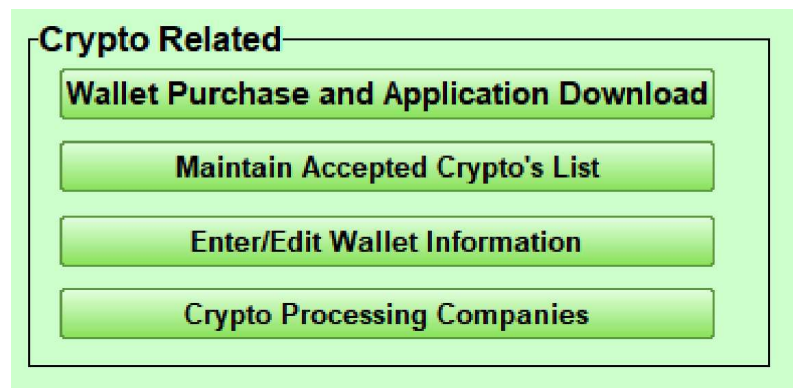 Crypto Related
Wallet Purchase and Application Download
Maintain Accepted Crypto's List
Enter/Edit Wallet Information
Crypto Processing Companies